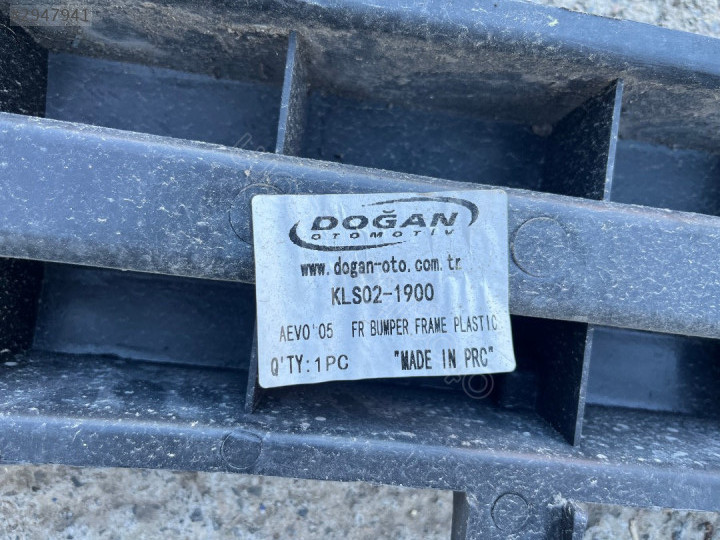 2947941
DOĞAN
OTOMOTIV
www.dogan-oto.com.tr
KLS02-1900
AEVO'05 FR BUMPER FRAME PLASTIC
Q'TY:1PC "MADE IN PRC"